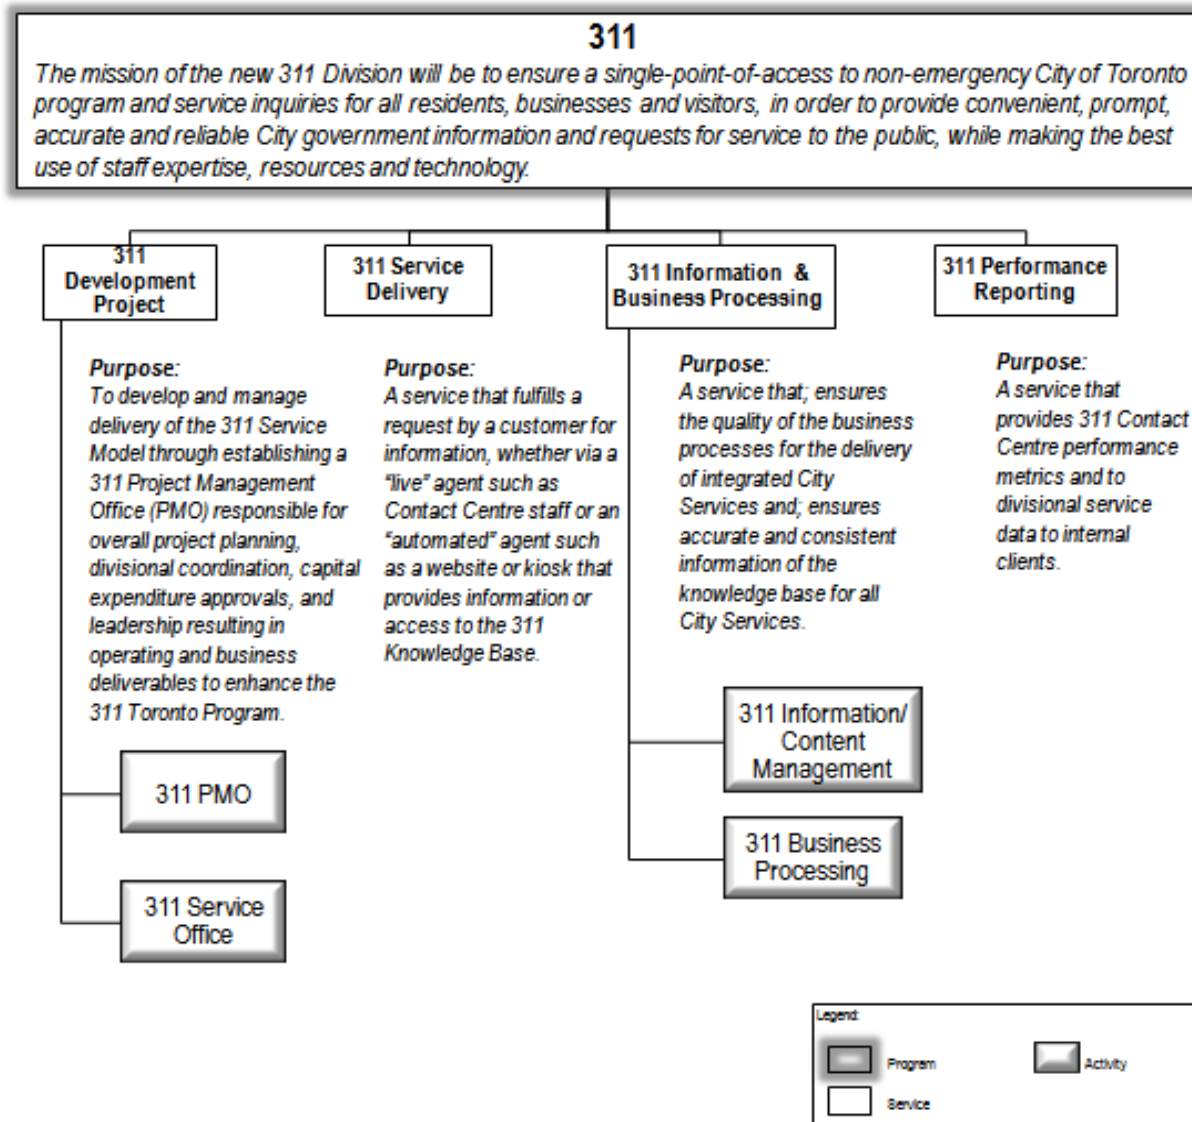 311
The mission of the new 311 Division will be to ensure a single-point-of-access to non-emergency City of Toronto
program and service inquiries for all residents, businesses and visitors, in order to provide convenient, prompt,
accurate and reliable City government information and requests for service to the public, while making the best
use of staff expertise, resources and technology.
311
Development
Project
311 Service
Delivery
311 Information &
Business Processing
311 Performance
Reporting
Purpose:
To develop and manage
delivery of the 311 Service
Model through establishing a
311 Project Management
Office (PMO) responsible for
overall project planning,
divisional coordination, capital
expenditure approvals, and
leadership resulting in
operating and business
deliverables to enhance the
311 Toronto Program.
Purpose:
A service that fulfills a
request by a customer for
information, whether via a
“live” agent such as
Contact Centre staff or an
“automated” agent such
as a website or kiosk that
provides information or
access to the 311
Knowledge Base.
Purpose:
A service that; ensures
the quality of the business
processes for the delivery
of integrated City
Services and; ensures
accurate and consistent
information of the
knowledge base for all
City Services.
Purpose:
A service that
provides 311 Contact
Centre performance
metrics and to
divisional service
data to internal
clients.
311 PMO
311 Service
Office
311 Information/
Content
Management
311 Business
Processing
Legend:
Program
Activity
Service